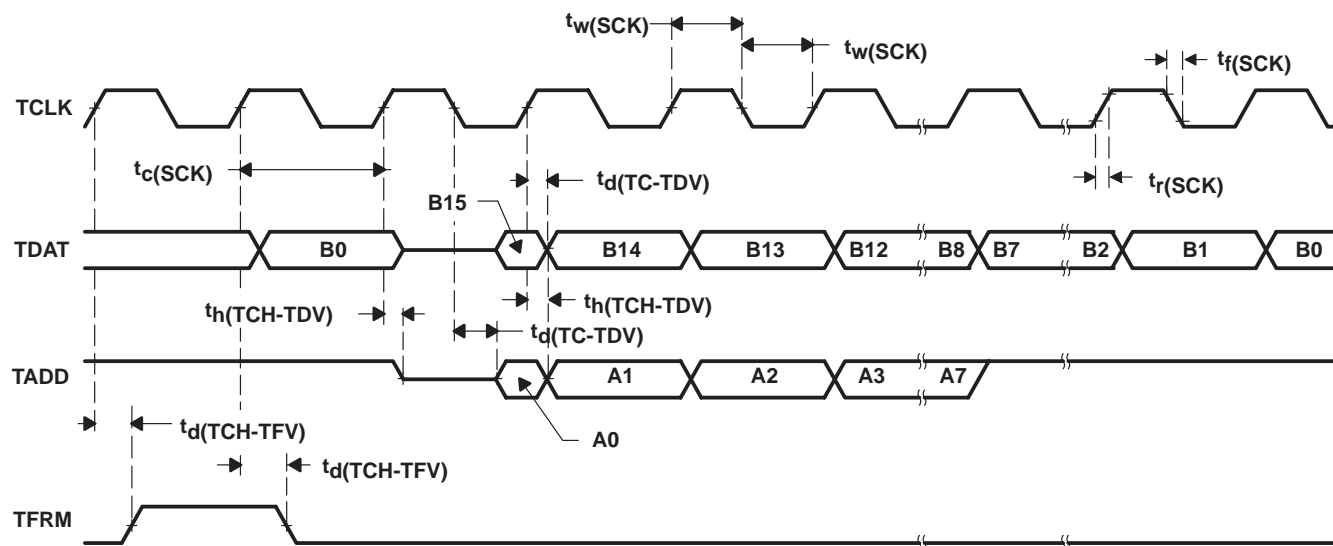 tw(SCK)
tw(SCK)
tf(SCK)
TCLK
tc(SCK)
td(TC-TDV)
tr(SCK)
B15
TDAT
B0
B14
B13
B12
B8
B7
B2
B1
B0
th(TCH-TDV)
th(TCH-TDV)
td(TC-TDV)
TADD
A1
A2
A3
A7
td(TCH-TFV)
A0
td(TCH-TFV)
TFRM